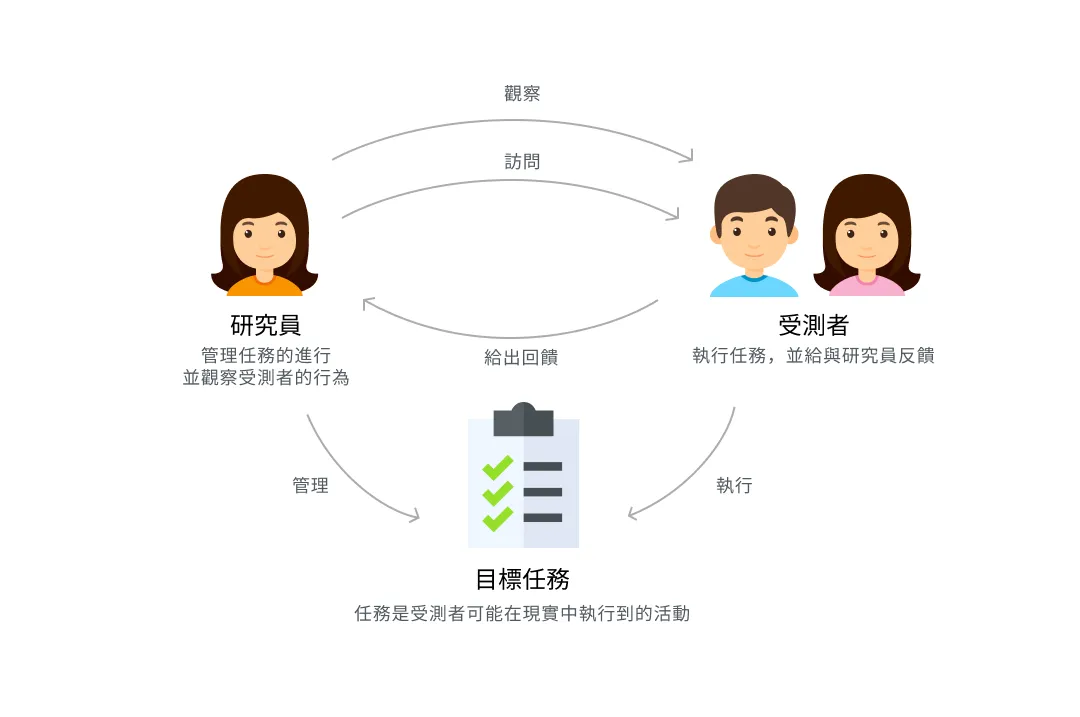 觀察
訪問
研究員
管理任務的進行
並觀察受測者的行為
受測者
執行任務，並給與研究員反饋
給出回饋
管理
執行
目標任務
任務是受測者可能在現實中執行到的活動